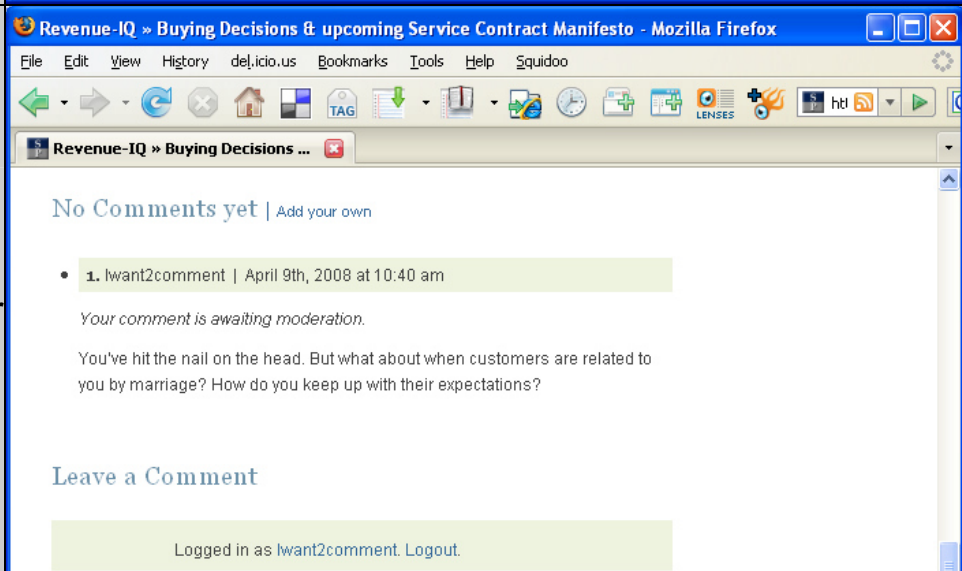 Revenue-IQ » Buying Decisions & upcoming Service Contract Manifesto - Mozilla Firefox
File Edit View History del.icio.us Bookmarks Tools Help Squidoo
TAG LENSES htl
Revenue-IQ » Buying Decisions ...
No Comments yet | Add your own
1. Iwant2comment | April 9th, 2008 at 10:40 am
Your comment is awaiting moderation.
You've hit the nail on the head. But what about when customers are related to
you by marriage? How do you keep up with their expectations?
Leave a Comment
Logged in as Iwant2comment. Logout.